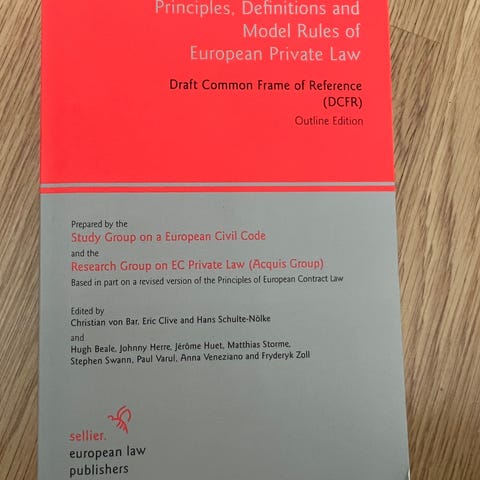 Principles, Definitions and
Model Rules of
European Private Law
Draft Common Frame of Reference
(DCFR)
Outline Edition
Prepared by the
Study Group on a European Civil Code
and the
Research Group on EC Private Law (Acquis Group)
Based in part on a revised version of the Principles of European Contract Law
Edited by
Christian von Bar, Eric Clive and Hans Schulte-Nölke
and
Hugh Beale, Johnny Herre, Jérôme Huet, Matthias Storme,
Stephen Swann, Paul Varul, Anna Veneziano and Fryderyk Zoll
sellier.
european law
publishers